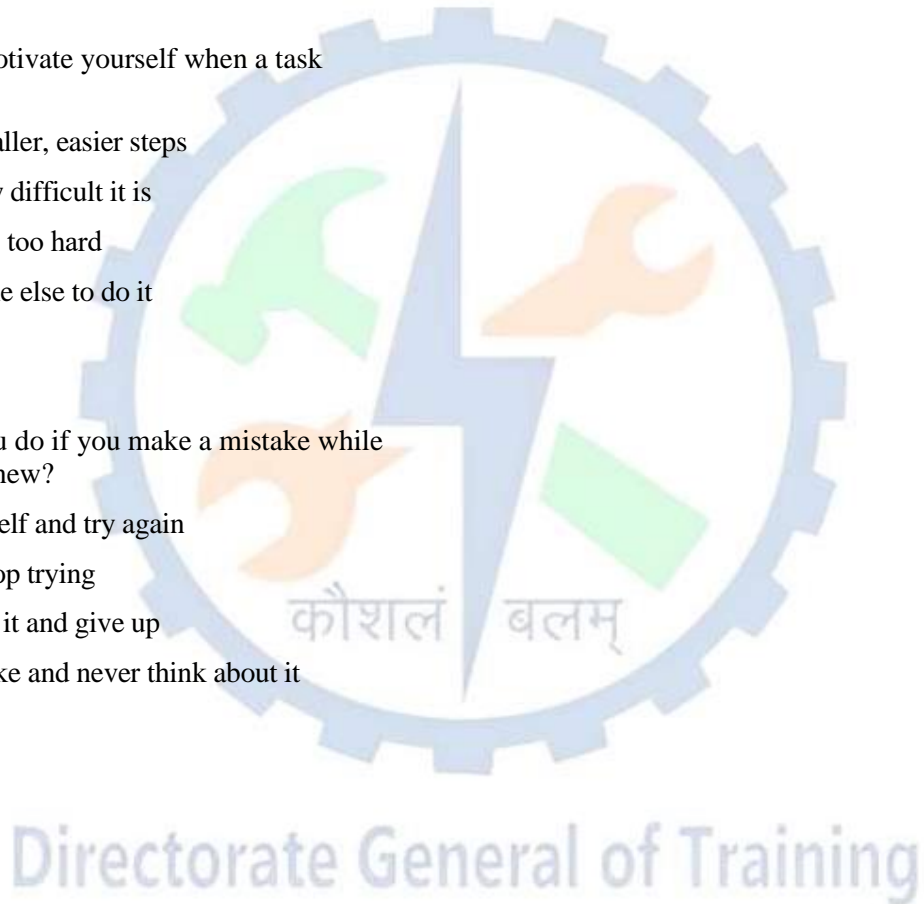 otivate yourself when a task
ller, easier steps
difficult it is
too hard
e else to do it
u do if you make a mistake while
new?
elf and try again
op trying
it and give up
ke and never think about it
कौशलं बलम्
Directorate General of Training